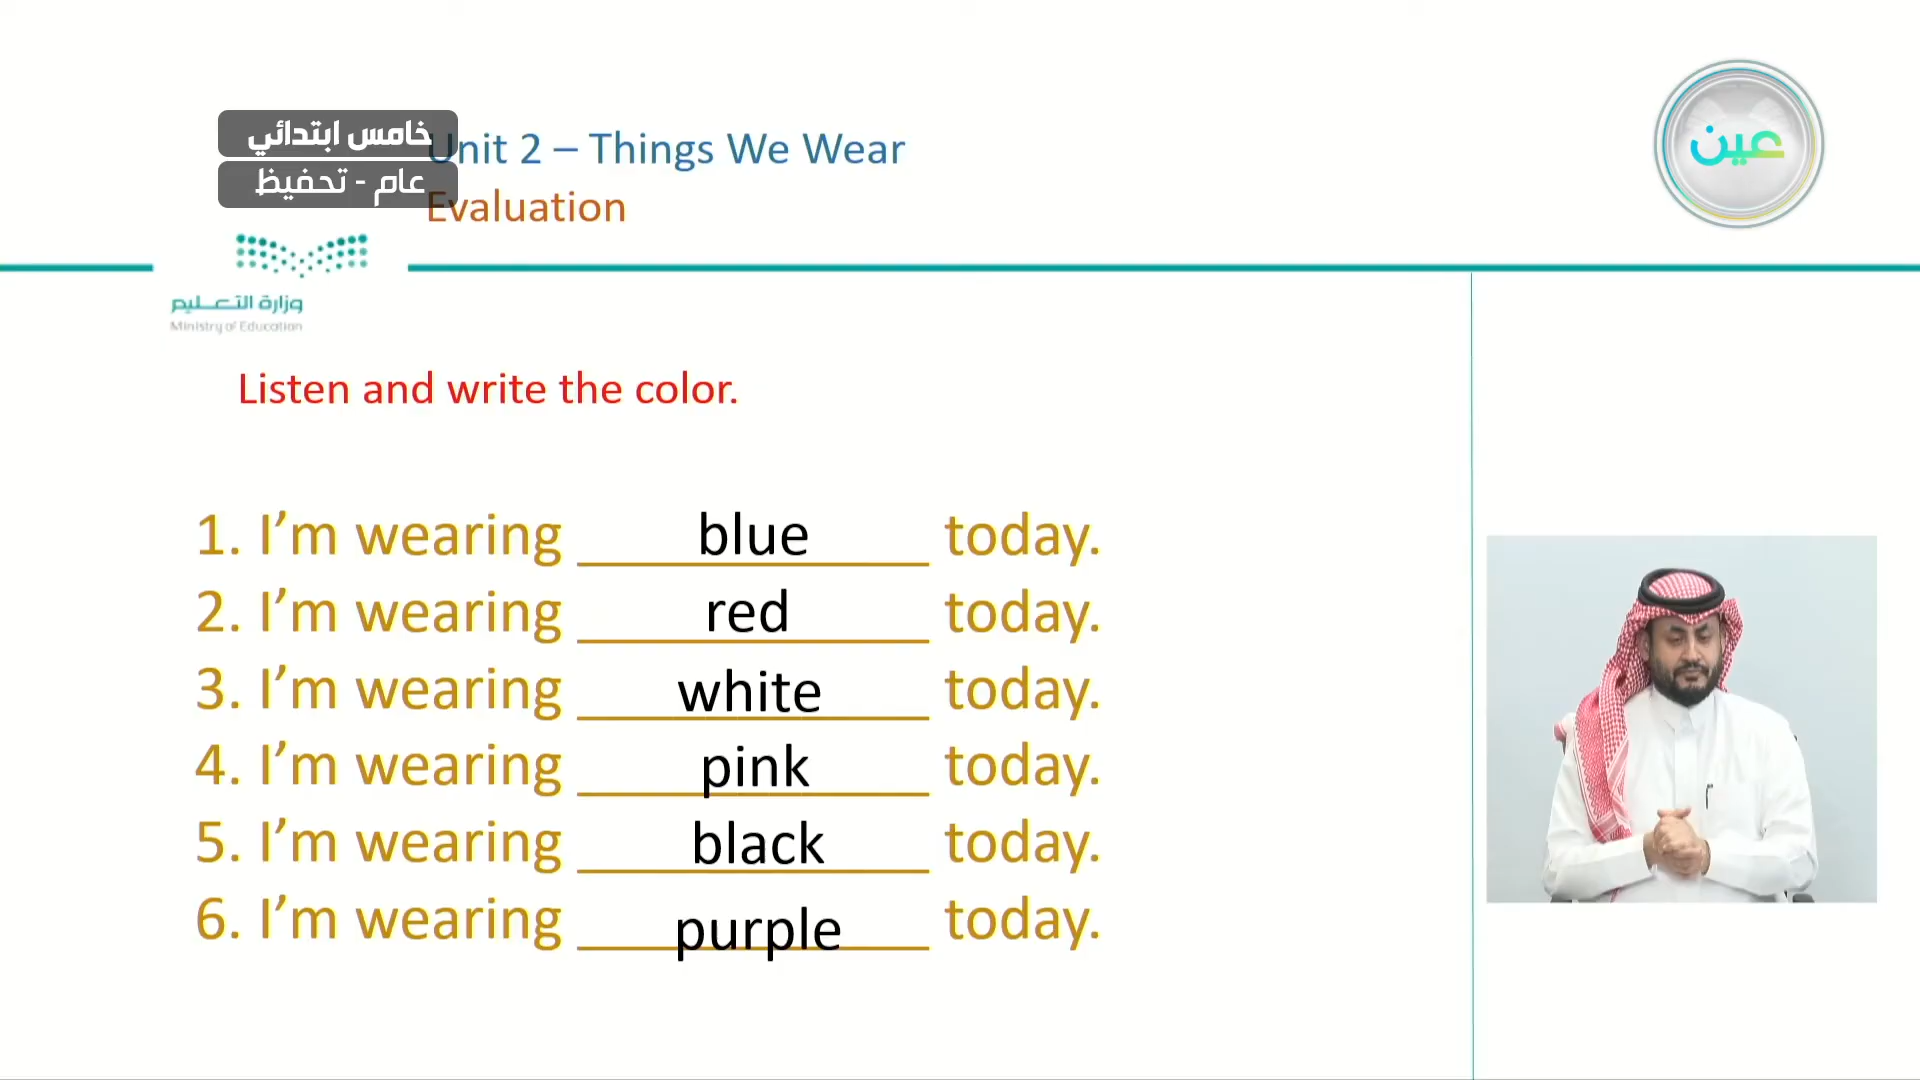 خامس ابتدائي
عام - تحفيظ
Unit 2 – Things We Wear
Evaluation
عين
وزارة التعليم
Ministry of Education
Listen and write the color.
1. I’m wearing blue today.
2. I’m wearing red today.
3. I’m wearing white today.
4. I’m wearing pink today.
5. I’m wearing black today.
6. I’m wearing purple today.